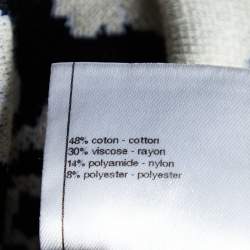 48% coton - cotton
30% viscose - rayon
14% polyamide - nylon
8% polyester - polyester